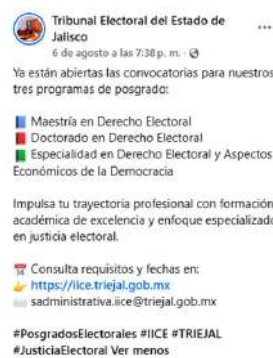 Tribunal Electoral del Estado de
Jalisco
6 de agosto a las 7:38 p. m. ·
Ya están abiertas las convocatorias para nuestros
tres programas de posgrado:
Maestría en Derecho Electoral
Doctorado en Derecho Electoral
Especialidad en Derecho Electoral y Aspectos
Económicos de la Democracia
Impulsa tu trayectoria profesional con formación
académica de excelencia y enfoque especializado
en justicia electoral.
Consulta requisitos y fechas en:
https://iice.triejal.gob.mx
sadministrativa.iice@triejal.gob.mx
#PosgradosElectorales #IICE #TRIEJAL
#JusticiaElectoral Ver menos